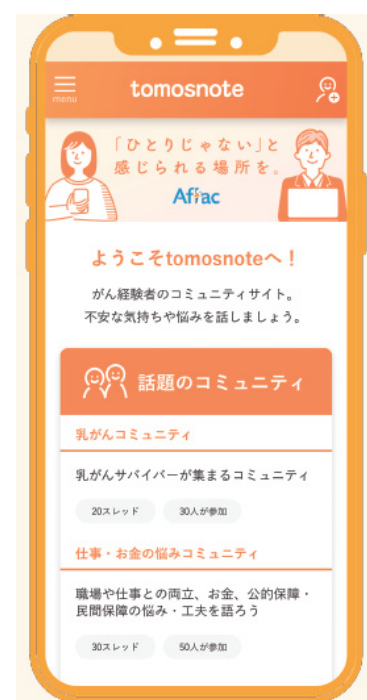 menu
tomosnote
「ひとりじゃない」と
感じられる場所を。
Aflac
ようこそtomosnoteへ！
がん経験者のコミュニティサイト。
不安な気持ちや悩みを話しましょう。
話題のコミュニティ
乳がんコミュニティ
乳がんサバイバーが集まるコミュニティ
20スレッド 30人が参加
仕事・お金の悩みコミュニティ
職場や仕事との両立、お金、公的保障・
民間保障の悩み・工夫を語ろう
30スレッド 50人が参加